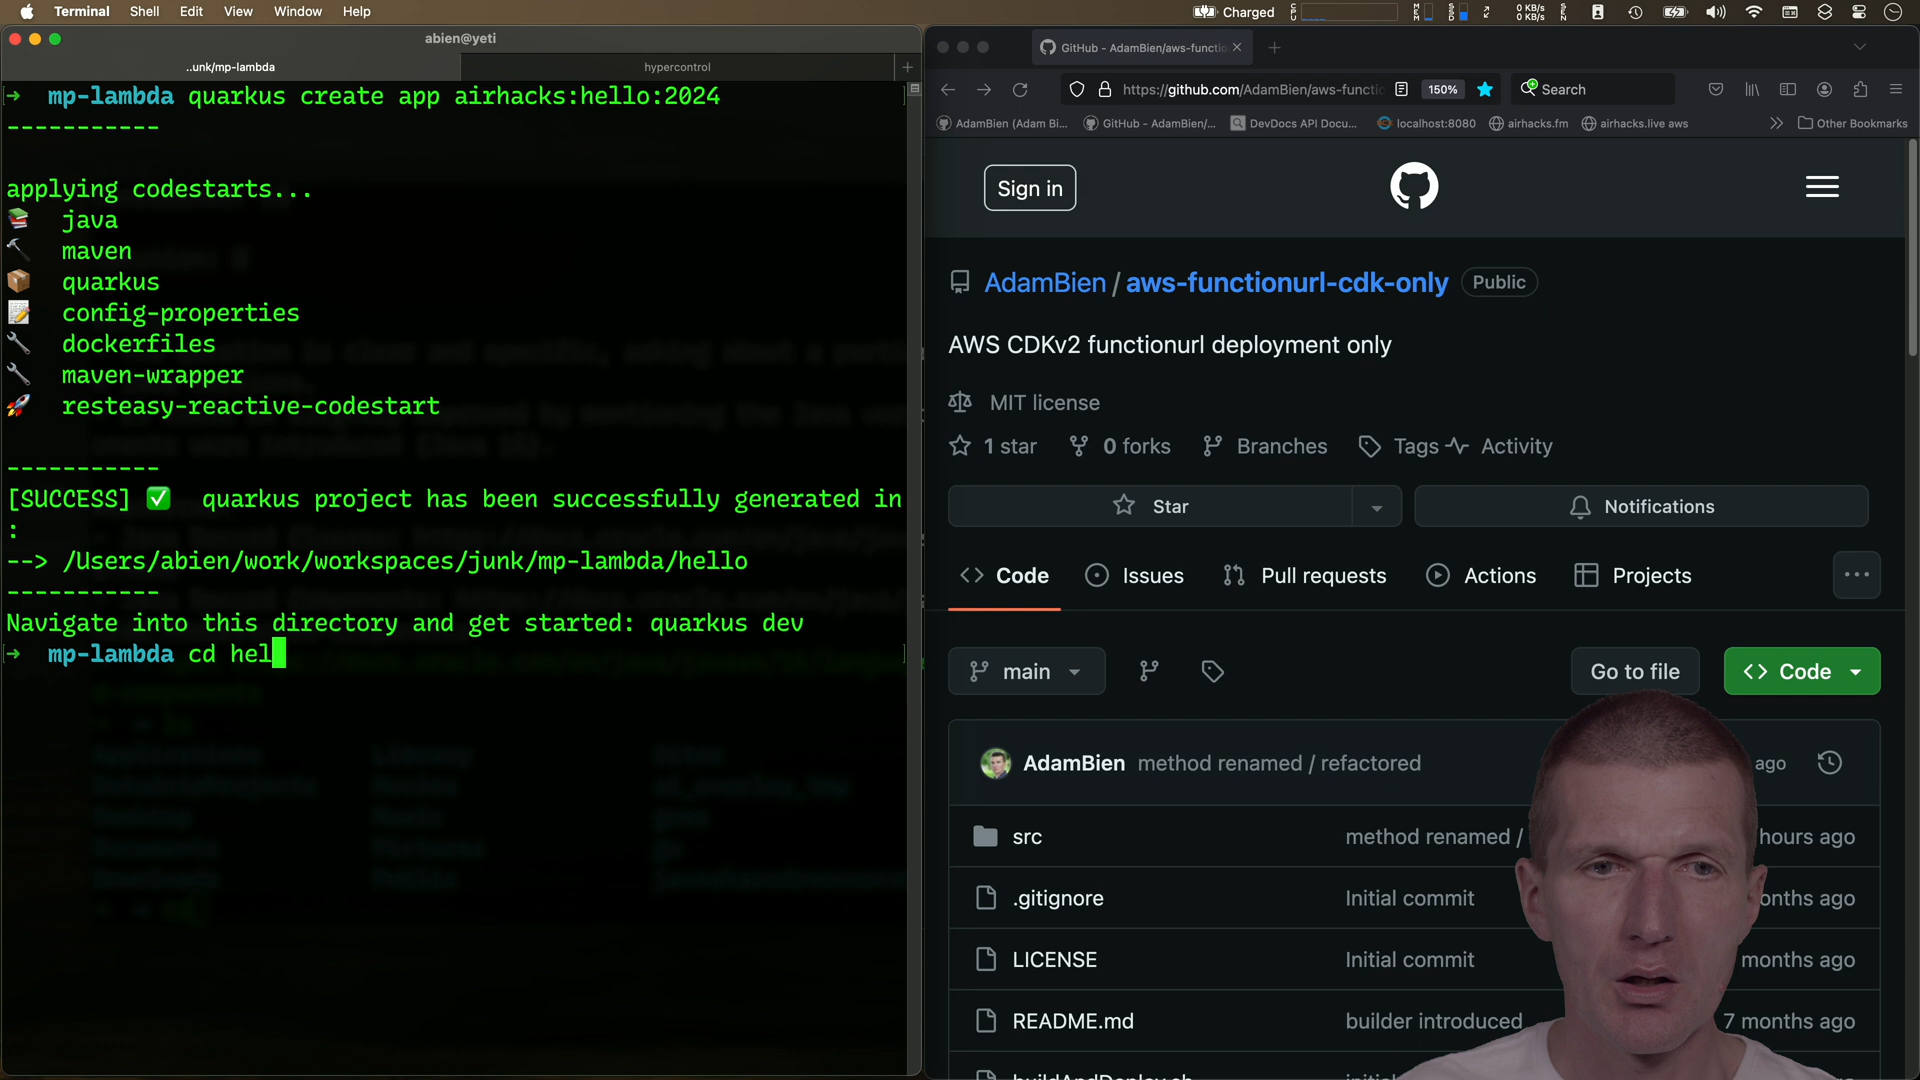 Terminal Shell Edit View Window Help
Charged
0 KB/s
0 KB/s
abien@yeti
..unk/mp-lambda
hypercontrol
mp-lambda quarkus create app airhacks:hello:2024
-----------
applying codestarts...
java
maven
quarkus
config-properties
dockerfiles
maven-wrapper
resteasy-reactive-codestart
-----------
[SUCCESS] ✅ quarkus project has been successfully generated in
:
--> /Users/abien/work/workspaces/junk/mp-lambda/hello
-----------
Navigate into this directory and get started: quarkus dev
mp-lambda cd hel
GitHub - AdamBien/aws-functio
https://github.com/AdamBien/aws-functic
150%
Search
AdamBien (Adam Bi...
GitHub - AdamBien/...
DevDocs API Docu...
localhost:8080
airhacks.fm
airhacks.live aws
Other Bookmarks
Sign in
AdamBien / aws-functionurl-cdk-only Public
AWS CDKv2 functionurl deployment only
MIT license
1 star 0 forks Branches Tags Activity
Star
Notifications
Code Issues Pull requests Actions Projects
main
Go to file
Code
AdamBien method renamed / refactored ago
src method renamed / hours ago
.gitignore Initial commit onths ago
LICENSE Initial commit months ago
README.md builder introduced 7 months ago